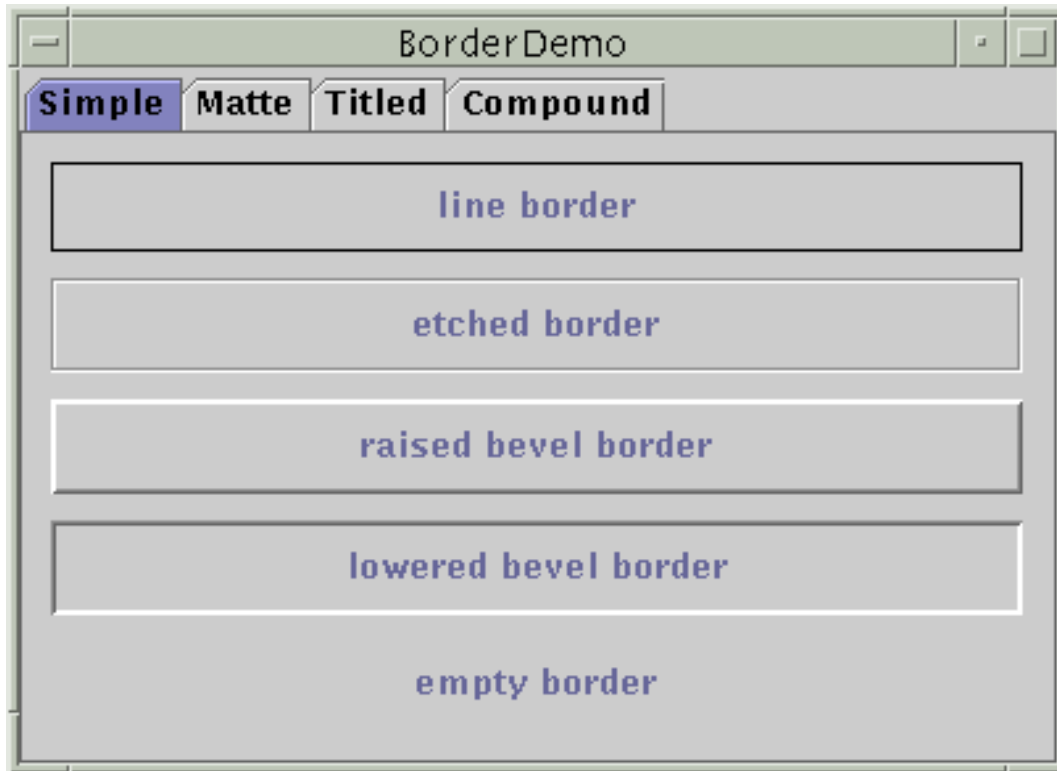 BorderDemo
Simple Matte Titled Compound
line border
etched border
raised bevel border
lowered bevel border
empty border